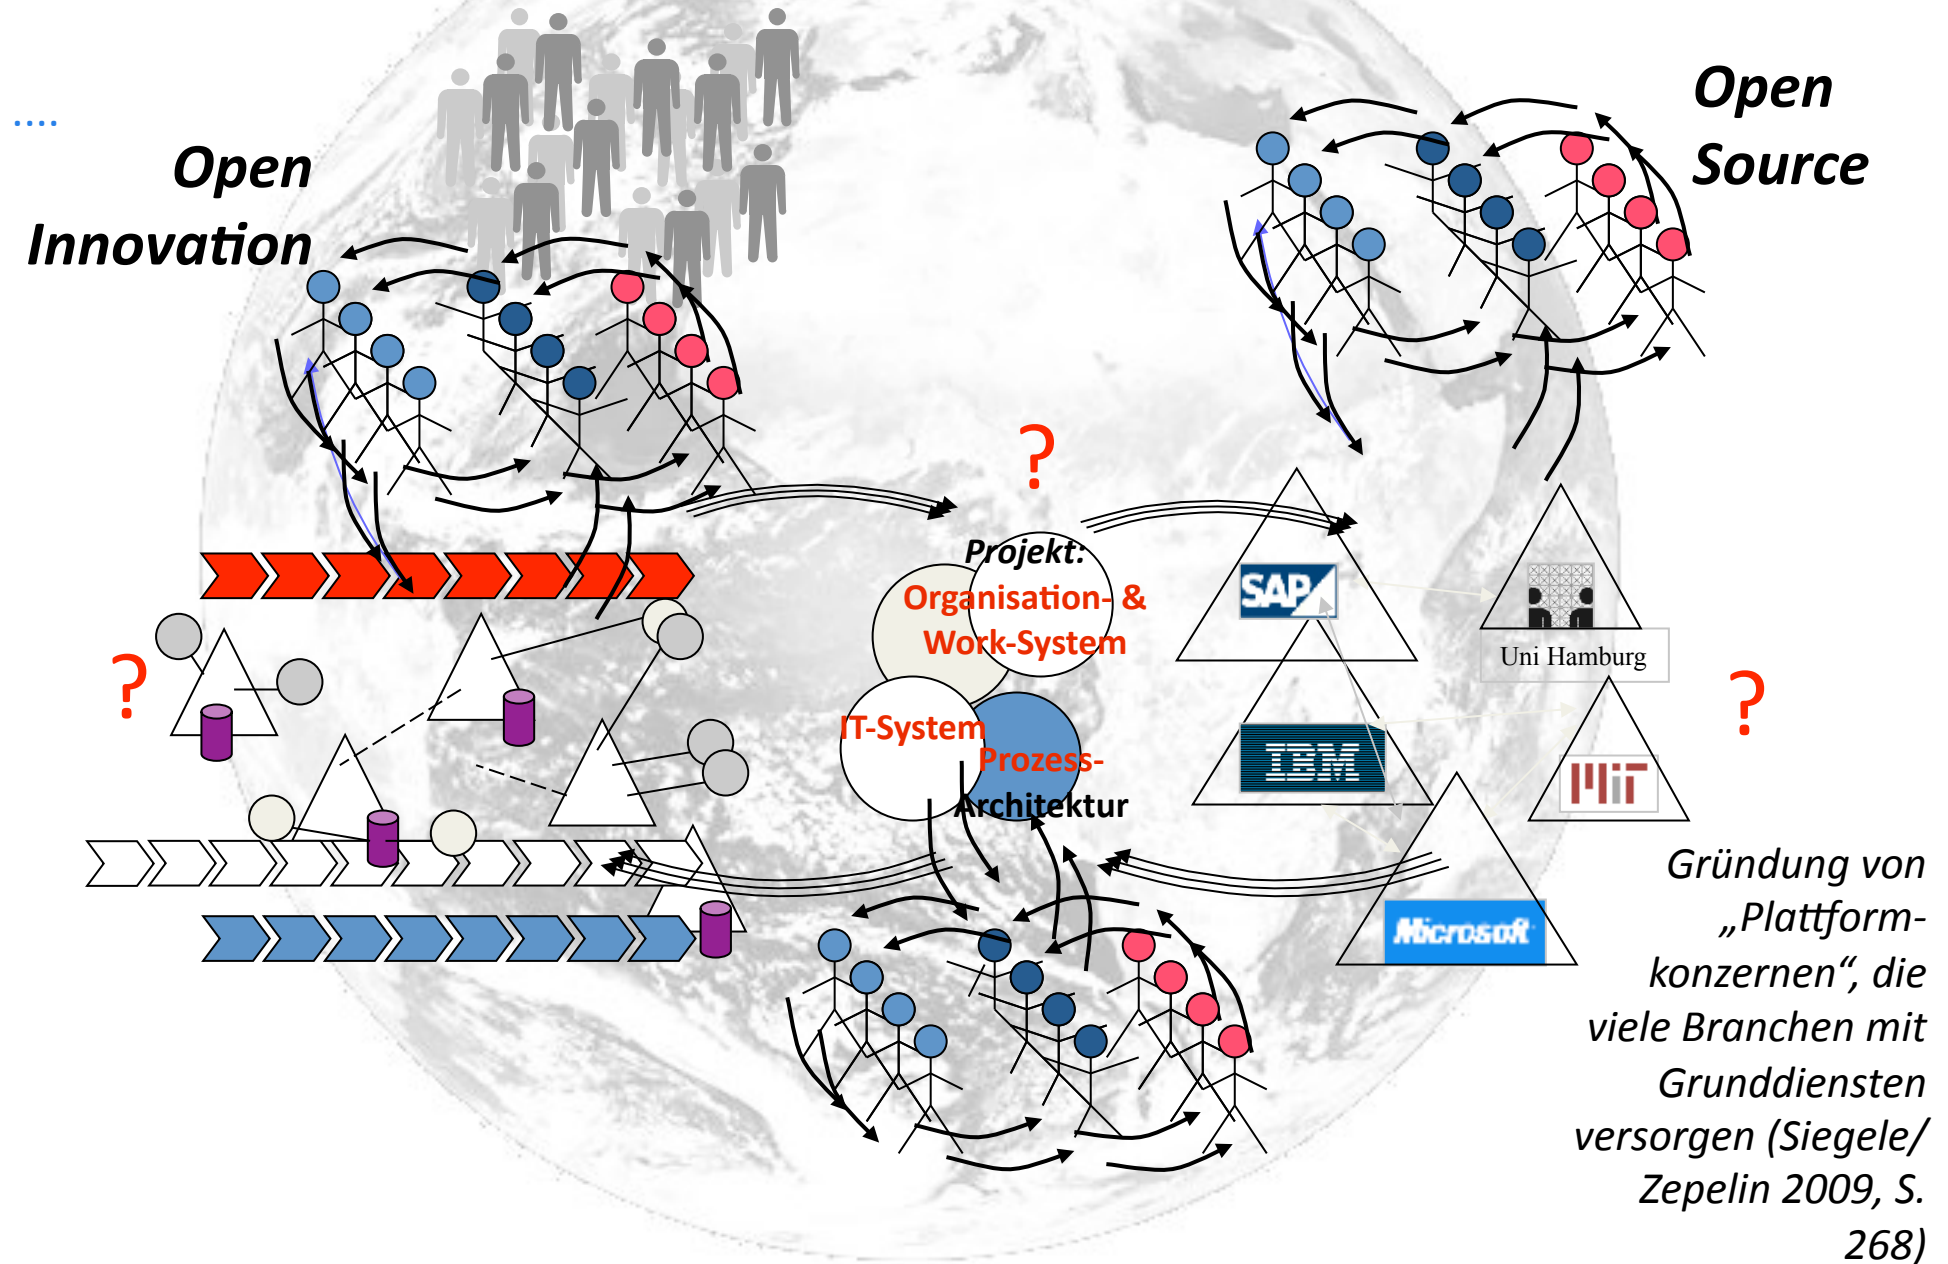 ....
Open
Innovation
Open
Source
?
Projekt:
Organisation- &
Work-System
IT-System
Prozess-
Architektur
?
SAP
Uni Hamburg
IBM
MIT
Microsoft
?
Gründung von
„Plattform-
konzernen“, die
viele Branchen mit
Grunddiensten
versorgen (Siegele/
Zepelin 2009, S.
268)